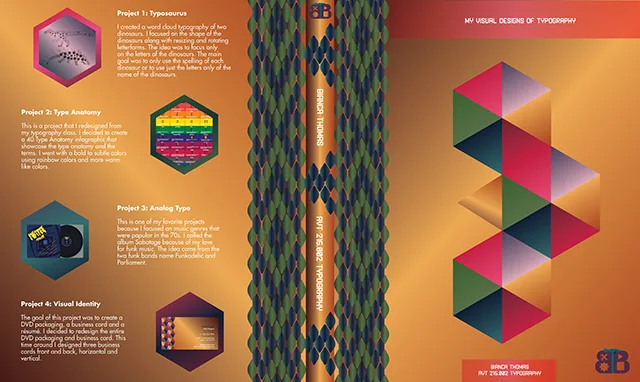 Project 1: Typosaurus
I created a word cloud typography of two
dinosaurs. I focused on the shape of the
dinosaurs along with resizing and rotating
letterforms. The idea was to focus only
on the letters of the dinosaurs. The main
goal was to only use the spelling of each
dinosaur or to use just the letters only of the
name of the dinosaurs.
Project 2: Type Anatomy
This is a project that I redesigned from
my typography class. I decided to create
a 40 Type Anatomy infographic that
showcase the type anatomy and the
terms. I went with a bold to subtle colors
using rainbow colors and more warm
like colors.
Project 3: Analog Type
This is one of my favorite projects
because I focused on music genres that
were popular in the 70s. I called the
album Sabotage because of my love
for funk music. The idea came from the
two funk bands name Funkadelic and
Parliament.
Project 4: Visual Identity
The goal of this project was to create a
DVD packaging, a business card and a
résumé. I decided to redesign the entire
DVD packaging and business card. This
time around I designed three business
cards front and back, horizontal and
vertical.
BIANCA THOMAS
AVT 215.002 TYPOGRAPHY
MY VISUAL DESIGNS OF TYPOGRAPHY
BIANCA THOMAS
AVT 215.002 TYPOGRAPHY